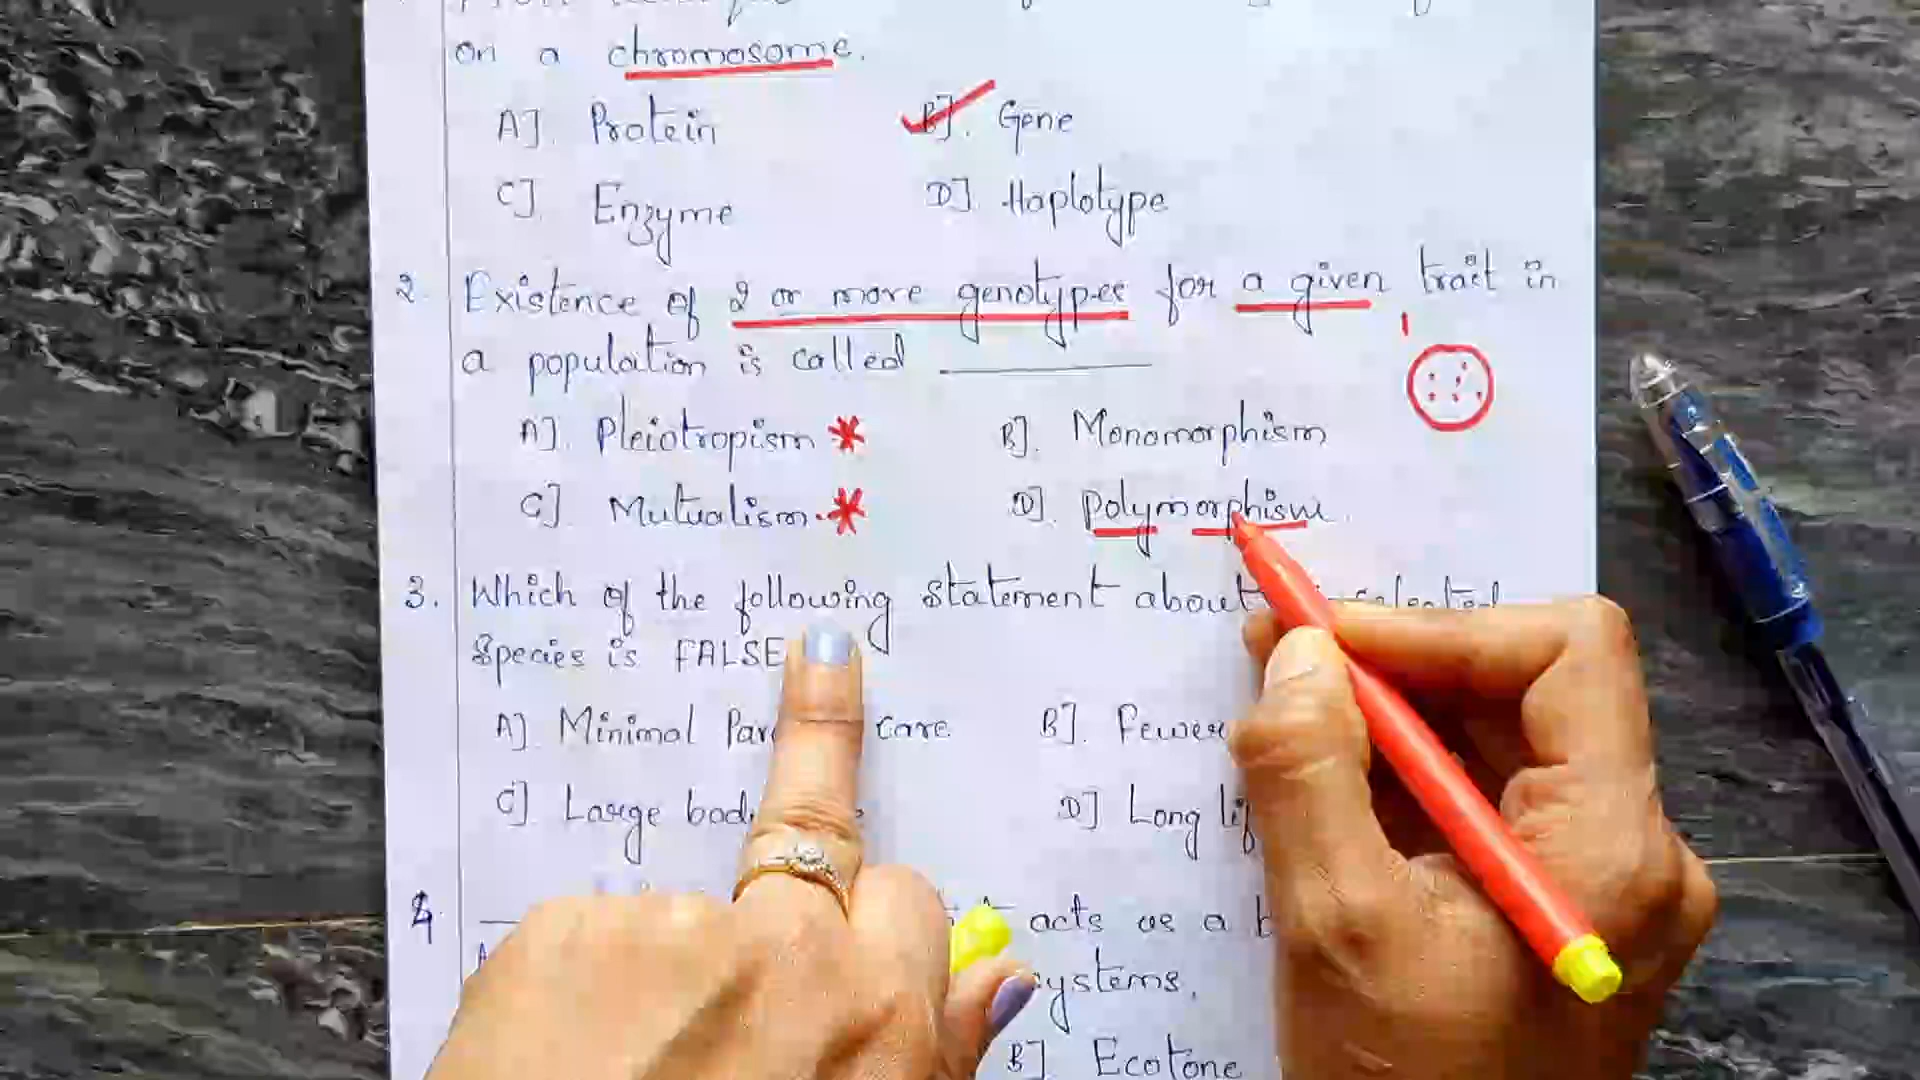 on a chromosome.
A]. Protein B]. Gene
C]. Enzyme D]. Haplotype
2. Existence of 2 or more genotypes for a given trait in
a population is called
A]. Pleiotropism B]. Monomorphism
C]. Mutualism. D]. Polymorphism.
3. Which of the following statement about
Species is FALSE
A]. Minimal care B]. Fewer
C]. Large D] Long
4. acts as a
B]. Ecotone